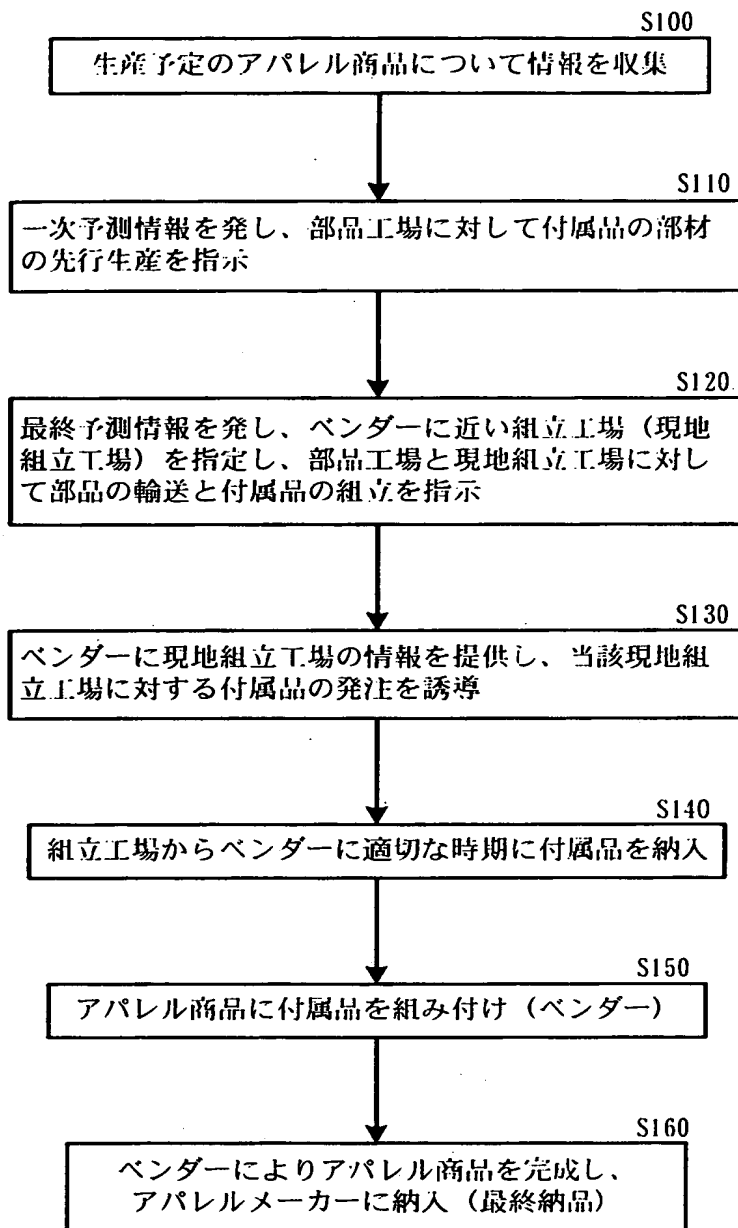 S100
生産予定のアパレル商品について情報を収集
S110
一次予測情報を発し、部品工場に対して付属品の部材
の先行生産を指示
S120
最終予測情報を発し、ベンダーに近い組立工場（現地
組立工場）を指定し、部品工場と現地組立工場に対し
て部品の輸送と付属品の組立を指示
S130
ベンダーに現地組立工場の情報を提供し、当該現地組
立工場に対する付属品の発注を誘導
S140
組立工場からベンダーに適切な時期に付属品を納入
S150
アパレル商品に付属品を組み付け（ベンダー）
S160
ベンダーによりアパレル商品を完成し、
アパレルメーカーに納入（最終納品）